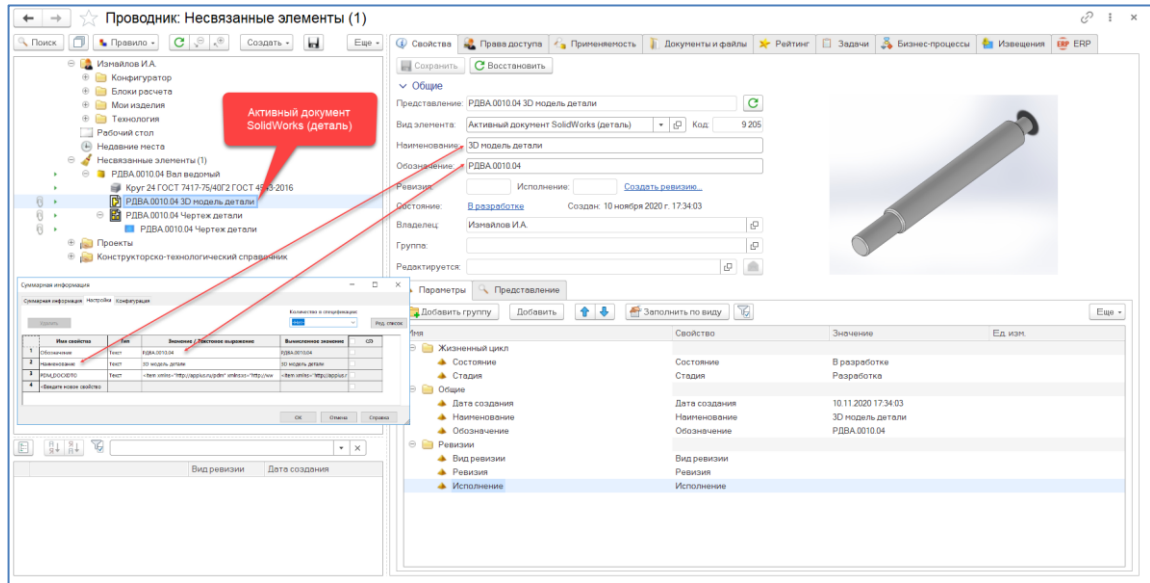 Проводник: Несвязанные элементы (1)
Поиск Правило Создать Еще
Измайлов И.А.
Конфигуратор
Блоки расчета
Мои изделия
Технология
Рабочий стол
Недавние места
Несвязанные элементы (1)
РДВА.0010.04 Вал ведомый
Круг 24 ГОСТ 7417-75/40Г2 ГОСТ 4543-2016
РДВА.0010.04 3D модель детали
РДВА.0010.04 Чертеж детали
РДВА.0010.04 Чертеж детали
Проекты
Конструкторско-технологический справочник
Активный документ
SolidWorks (деталь)
Суммарная информация
Суммарная информация Настройка Конфигурация
Удалить
Количество в спецификации
Ред. список
Имя свойства Тип Значение / Текстовое выражение Вычисленное значение
1 Обозначение Текст РДВА.0010.04 РДВА.0010.04
2 Наименование Текст 3D модель детали 3D модель детали
3 Текст
4 <Введите новое свойство
OK Отмена Справка
Вид ревизии Дата создания
Свойства Права доступа Применяемость Документы и файлы Рейтинг Задачи Бизнес-процессы Извещения ERP
Сохранить Восстановить
Общие
Представление: РДВА.0010.04 3D модель детали
Вид элемента: Активный документ SolidWorks (деталь) Код: 9 205
Наименование: 3D модель детали
Обозначение: РДВА.0010.04
Ревизия: Исполнение: Создать ревизию...
Состояние: В разработке Создан: 10 ноября 2020 г. 17:34:03
Владелец: Измайлов И.А.
Группа:
Редактируется:
Параметры Представление
Добавить группу Добавить Заполнить по виду Еще
Имя Свойство Значение Ед. изм.
Жизненный цикл
Состояние Состояние В разработке
Стадия Стадия Разработка
Общие
Дата создания Дата создания 10.11.2020 17:34:03
Наименование Наименование 3D модель детали
Обозначение Обозначение РДВА.0010.04
Ревизии
Вид ревизии Вид ревизии
Ревизия Ревизия
Исполнение Исполнение